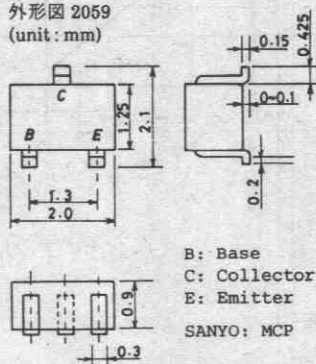 外形図 2059
(unit : mm)
0.15
0.425
C
B
E
1.25
2.1
0~0.1
1.3
2.0
0.2
0.9
0.3
B: Base
C: Collector
E: Emitter
SANYO: MCP